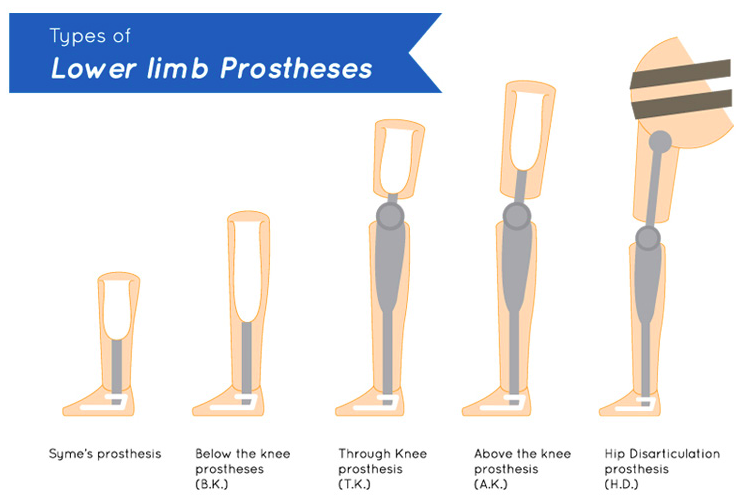 Types of
Lower limb Prostheses
Syme's prosthesis
Below the knee
prostheses
(B.K.)
Through Knee
prosthesis
(T.K.)
Above the knee
prosthesis
(A.K.)
Hip Disarticulation
prosthesis
(H.D.)